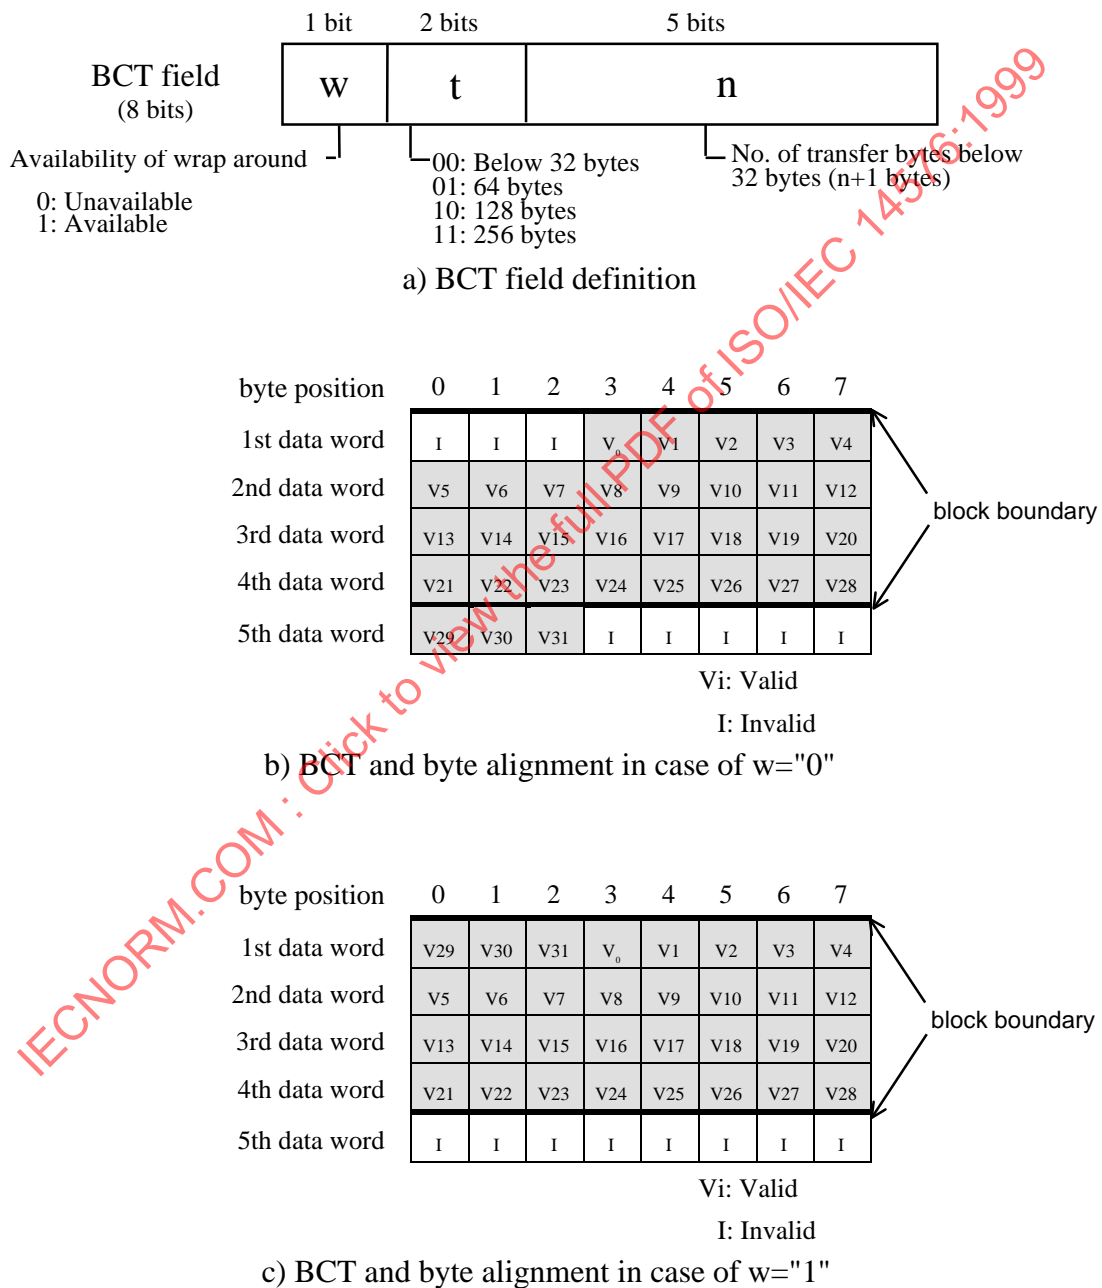 1 bit 2 bits 5 bits
BCT field
(8 bits)
w t n
Availability of wrap around
0: Unavailable
1: Available
00: Below 32 bytes
01: 64 bytes
10: 128 bytes
11: 256 bytes
No. of transfer bytes below
32 bytes (n+1 bytes)
a) BCT field definition
byte position 0 1 2 3 4 5 6 7
1st data word I I I V0 V1 V2 V3 V4
2nd data word V5 V6 V7 V8 V9 V10 V11 V12
3rd data word V13 V14 V15 V16 V17 V18 V19 V20
4th data word V21 V22 V23 V24 V25 V26 V27 V28
5th data word V29 V30 V31 I I I I I
block boundary
Vi: Valid
I: Invalid
b) BCT and byte alignment in case of w="0"
byte position 0 1 2 3 4 5 6 7
1st data word V29 V30 V31 V0 V1 V2 V3 V4
2nd data word V5 V6 V7 V8 V9 V10 V11 V12
3rd data word V13 V14 V15 V16 V17 V18 V19 V20
4th data word V21 V22 V23 V24 V25 V26 V27 V28
5th data word I I I I I I I I
block boundary
Vi: Valid
I: Invalid
c) BCT and byte alignment in case of w="1"
IECNORM.COM : Click to view the full PDF of ISO/IEC 14576:1999